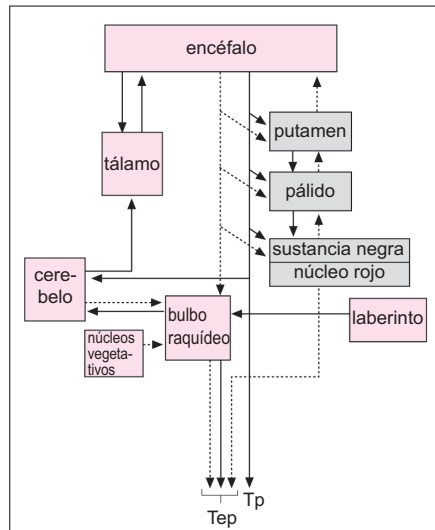 encéfalo
putamen
tálamo
pálido
sustancia negra
núcleo rojo
cere-
belo
bulbo
raquídeo
laberinto
núcleos
vegeta-
tivos
Tp
Tep